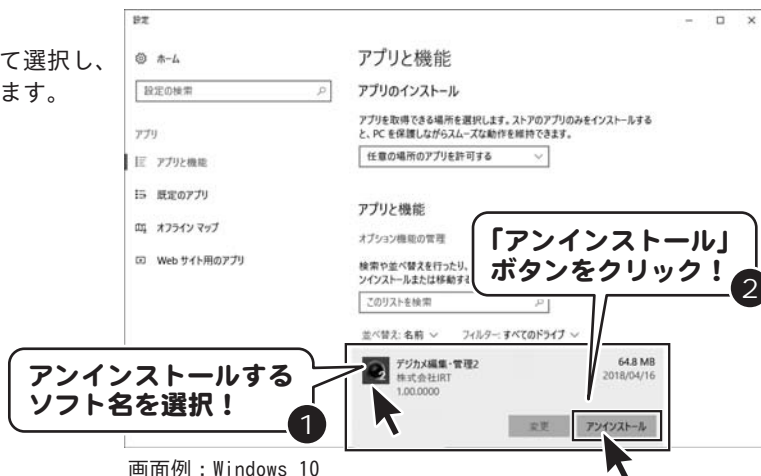 て選択し、
ます。
設定
ホーム
設定の検索
アプリ
アプリと機能
既定のアプリ
オフライン マップ
Web サイト用のアプリ
アプリと機能
アプリのインストール
アプリを取得できる場所を選択します。ストアのアプリのみをインストールする
と、PC を保護しながらスムーズな動作を維持できます。
任意の場所のアプリを許可する
アプリと機能
オプション機能の管理
検索や並べ替えを行ったり、
ンインストールまたは移動する
このリストを検索
並べ替え: 名前
フィルター: すべてのドライブ
デジカメ編集・管理2
64.8 MB
株式会社IRT
2018/04/16
1.00.0000
変更
アンインストール
「アンインストール」
ボタンをクリック！
2
アンインストールする
ソフト名を選択！
1
画面例：Windows 10